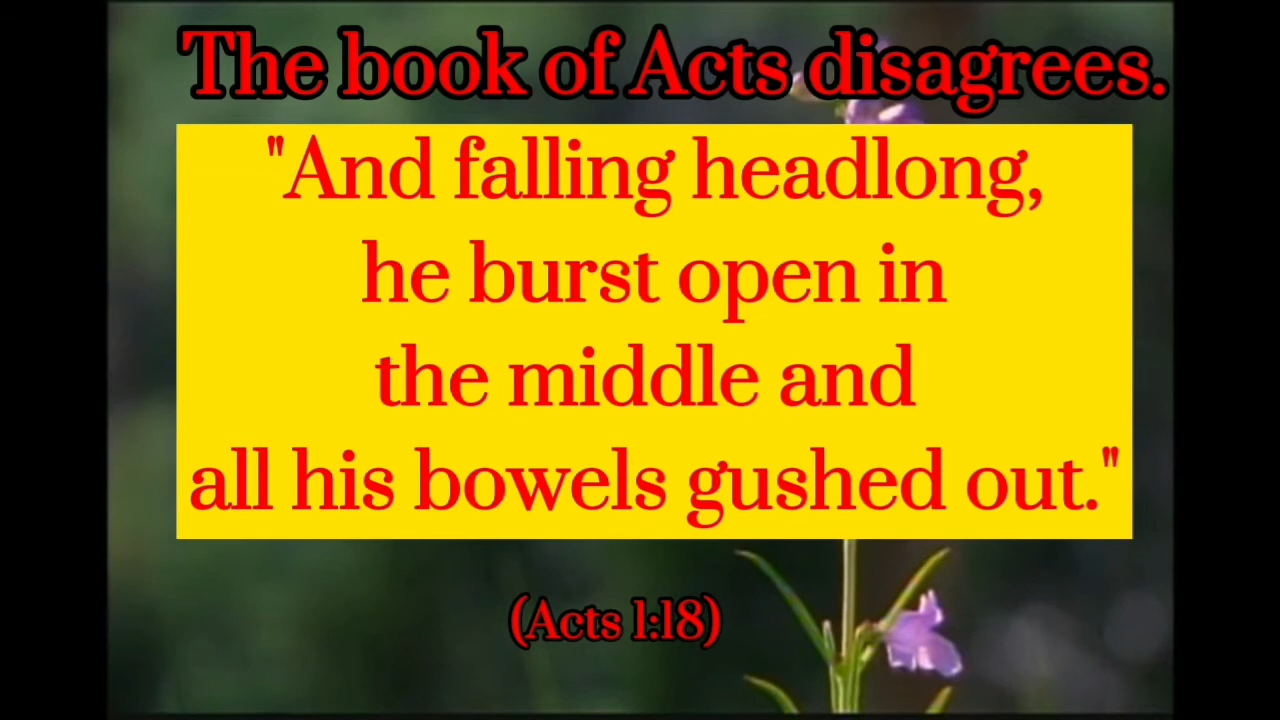 The book of Acts disagrees.
"And falling headlong,
he burst open in
the middle and
all his bowels gushed out."
(Acts 1:18)